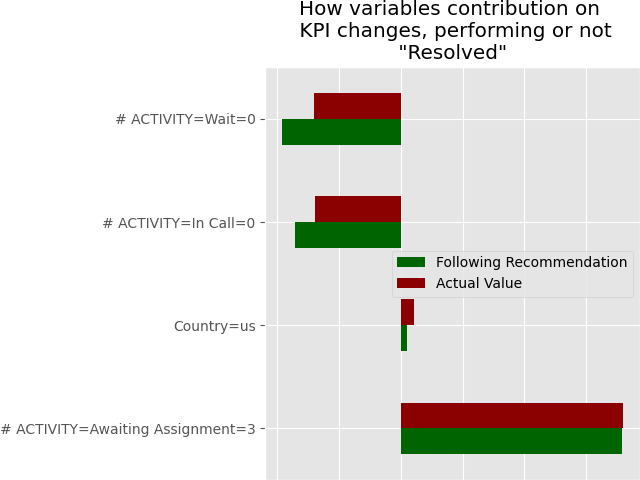 How variables contribution on
KPI changes, performing or not
"Resolved"
# ACTIVITY=Wait=0
# ACTIVITY=In Call=0
Following Recommendation
Actual Value
Country=us
# ACTIVITY=Awaiting Assignment=3